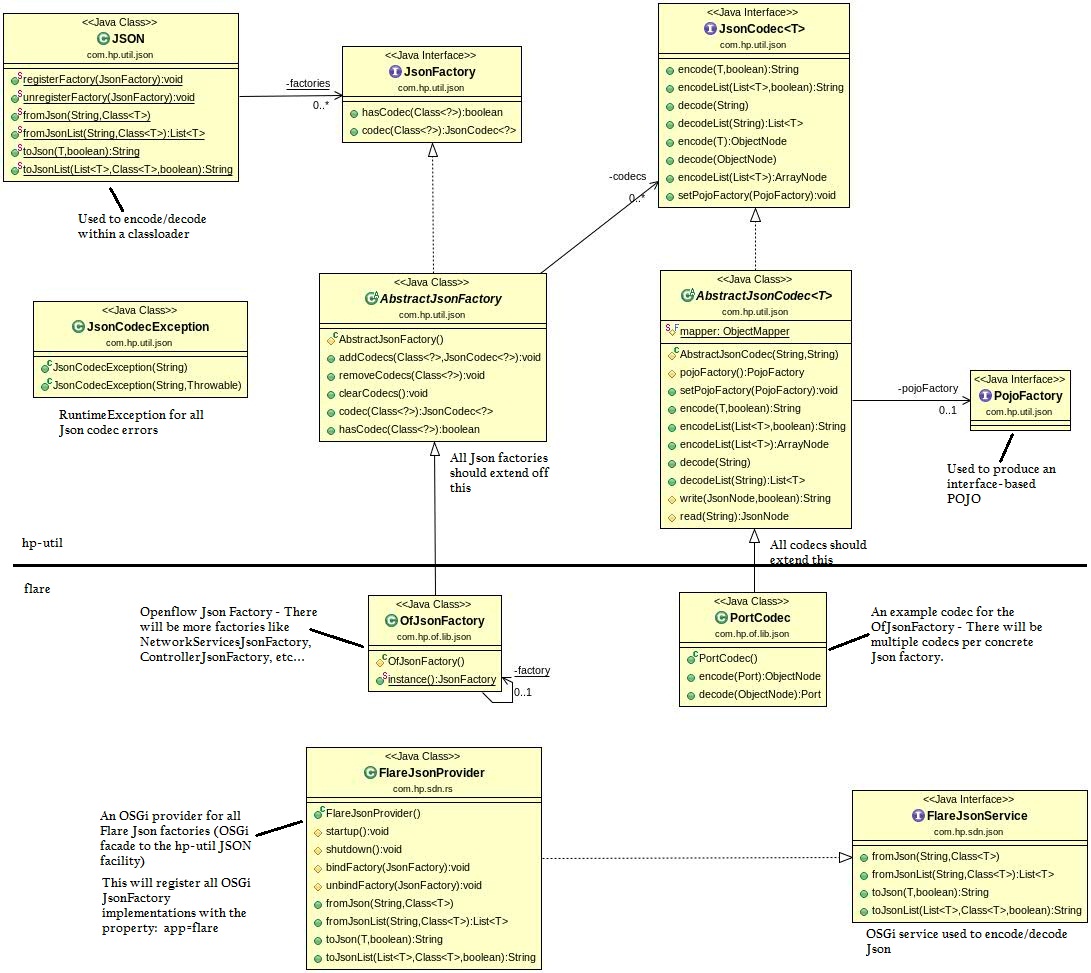 <<Java Class>>
JSON
com.hp.util.json
registerFactory(JsonFactory):void
unregisterFactory(JsonFactory):void
fromJson(String,Class<T>)
fromJsonList(String,Class<T>):List<T>
toJson(T,boolean):String
toJsonList(List<T>,Class<T>,boolean):String
Used to encode/decode
within a classloader
-factories
0..*
<<Java Interface>>
JsonFactory
com.hp.util.json
hasCodec(Class<?>):boolean
codec(Class<?>):JsonCodec<?>
<<Java Interface>>
JsonCodec<T>
com.hp.util.json
encode(T,boolean):String
encodeList(List<T>,boolean):String
decode(String)
decodeList(String):List<T>
encode(T):ObjectNode
decode(ObjectNode)
encodeList(List<T>):ArrayNode
setPojoFactory(PojoFactory):void
-codecs
0..*
<<Java Class>>
JsonCodecException
com.hp.util.json
JsonCodecException(String)
JsonCodecException(String,Throwable)
RuntimeException for all
Json codec errors
<<Java Class>>
AbstractJsonFactory
com.hp.util.json
AbstractJsonFactory()
addCodecs(Class<?>,JsonCodec<?>):void
removeCodecs(Class<?>):void
clearCodecs():void
codec(Class<?>):JsonCodec<?>
hasCodec(Class<?>):boolean
All Json factories
should extend off
this
<<Java Class>>
AbstractJsonCodec<T>
com.hp.util.json
mapper: ObjectMapper
AbstractJsonCodec(String,String)
pojoFactory():PojoFactory
setPojoFactory(PojoFactory):void
encode(T,boolean):String
encodeList(List<T>,boolean):String
encodeList(List<T>):ArrayNode
decode(String)
decodeList(String):List<T>
write(JsonNode,boolean):String
read(String):JsonNode
-pojoFactory
0..1
<<Java Interface>>
PojoFactory
com.hp.util.json
Used to produce an
interface-based
POJO
All codecs should
extend this
hp-util
flare
Openflow Json Factory - There
will be more factories like
NetworkServicesJsonFactory,
ControllerJsonFactory, etc...
<<Java Class>>
OfJsonFactory
com.hp.of.lib.json
OfJsonFactory()
instance():JsonFactory
-factory
0..1
<<Java Class>>
PortCodec
com.hp.of.lib.json
PortCodec()
encode(Port):ObjectNode
decode(ObjectNode):Port
An example codec for the
OfJsonFactory - There will be
multiple codecs per concrete
Json factory.
An OSGi provider for all
Flare Json factories (OSGi
facade to the hp-util JSON
facility)
This will register all OSGi
JsonFactory
implementations with the
property: app=flare
<<Java Class>>
FlareJsonProvider
com.hp.sdn.rs
FlareJsonProvider()
startup():void
shutdown():void
bindFactory(JsonFactory):void
unbindFactory(JsonFactory):void
fromJson(String,Class<T>)
fromJsonList(String,Class<T>):List<T>
toJson(T,boolean):String
toJsonList(List<T>,Class<T>,boolean):String
<<Java Interface>>
FlareJsonService
com.hp.sdn.json
fromJson(String,Class<T>)
fromJsonList(String,Class<T>):List<T>
toJson(T,boolean):String
toJsonList(List<T>,Class<T>,boolean):String
OSGi service used to encode/decode
Json